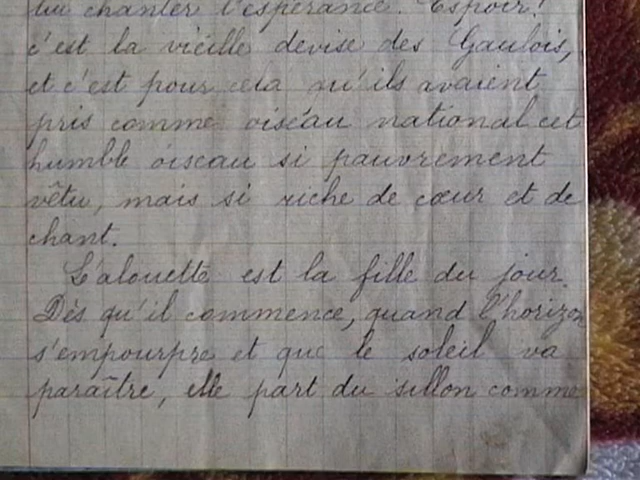 lui chanter l'espérance. Espoir!
c'est la vieille devise des Gaulois,
et c'est pour cela qu'ils avaient
pris comme oiseau national cet
humble oiseau si pauvrement
vêtu, mais si riche de cœur et de
chant.
L'alouette est la fille du jour.
Dès qu'il commence, quand l'horizon
s'empourpre et que le soleil va
paraître, elle part du sillon comme